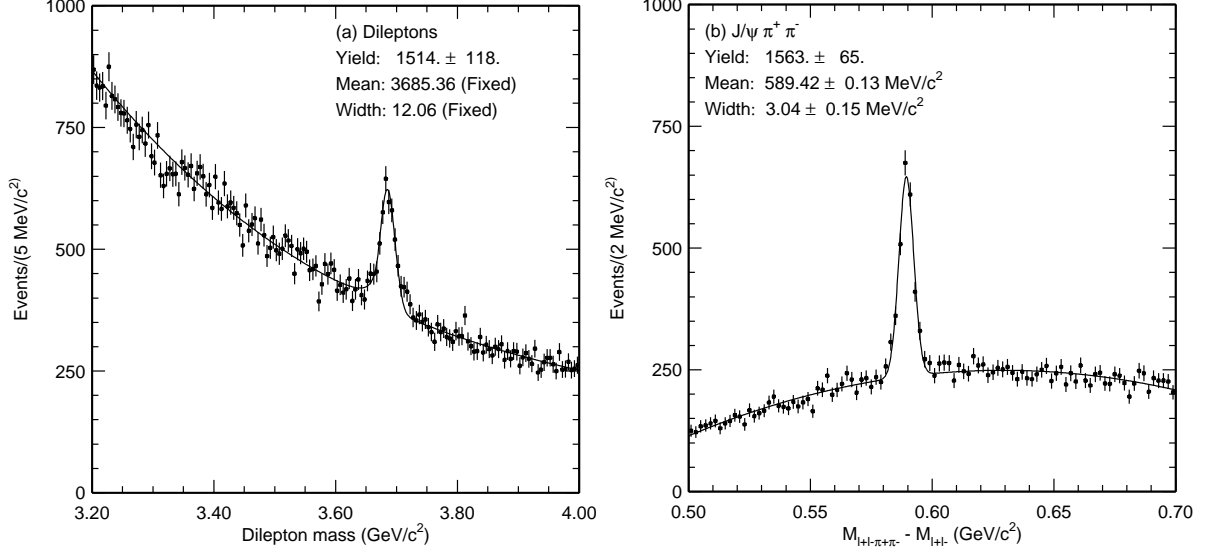 1000
750
500
250
0
Events/(5 MeV/c²)
(a) Dileptons
Yield: 1514. ± 118.
Mean: 3685.36 (Fixed)
Width: 12.06 (Fixed)
3.20 3.40 3.60 3.80 4.00
Dilepton mass (GeV/c²)
1000
750
500
250
0
Events/(2 MeV/c²)
(b) J/ψ π⁺ π⁻
Yield: 1563. ± 65.
Mean: 589.42 ± 0.13 MeV/c²
Width: 3.04 ± 0.15 MeV/c²
0.50 0.55 0.60 0.65 0.70
M_{l+l-π+π-} - M_{l+l-} (GeV/c²)